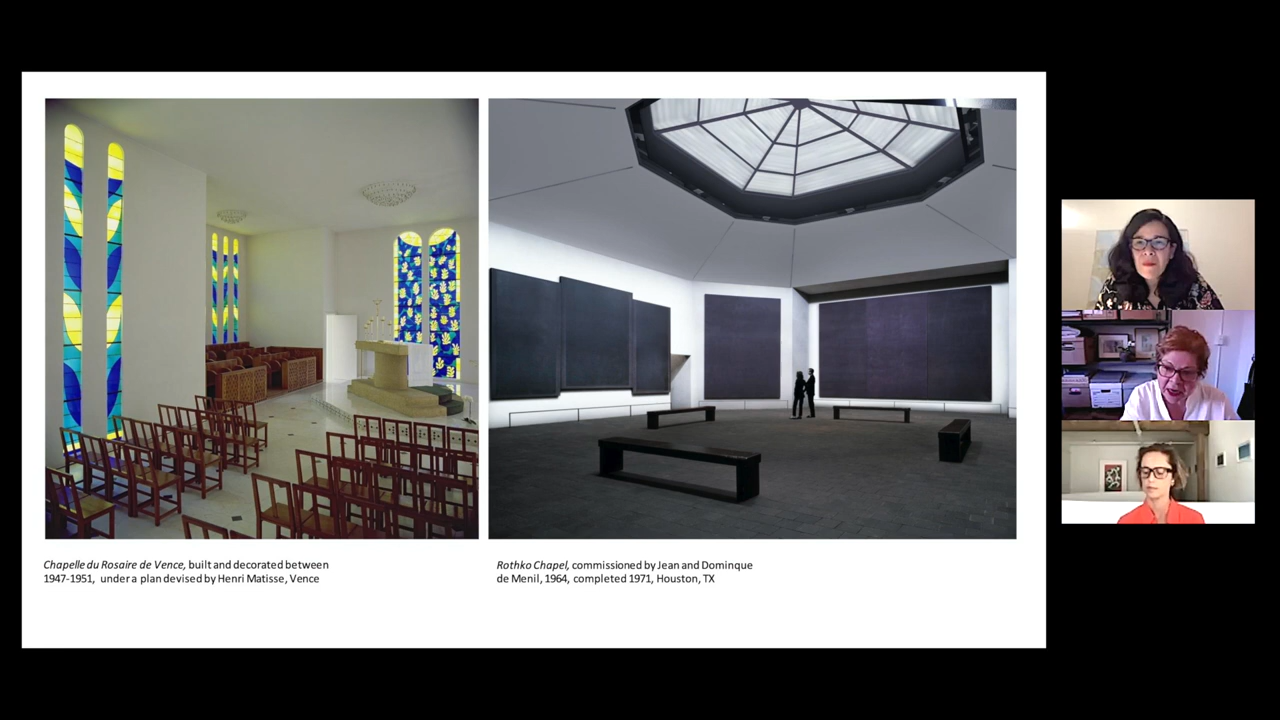 Chapelle du Rosaire de Vence, built and decorated between
1947-1951, under a plan devised by Henri Matisse, Vence
Rothko Chapel, commissioned by Jean and Dominque
de Menil, 1964, completed 1971, Houston, TX